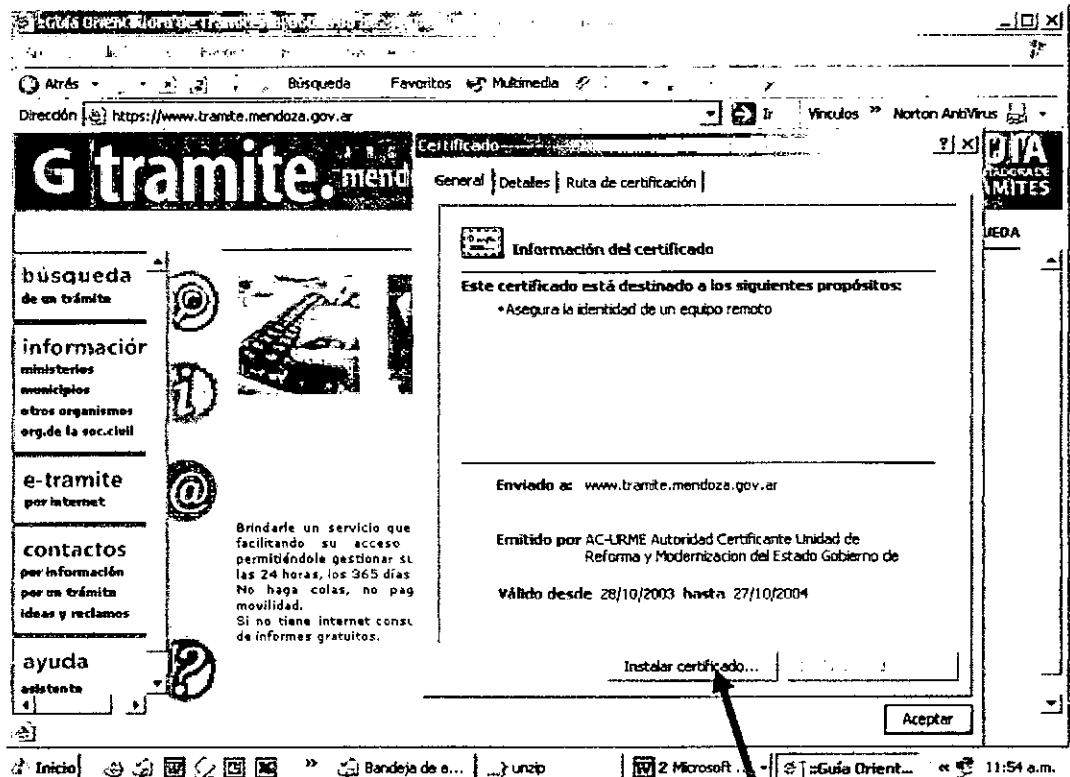 Atrás Búsqueda Favoritos Multimedia
Dirección https://www.tramite.mendoza.gov.ar Ir Vínculos » Norton AntiVirus
G tramite. mend
TRAMITES
Certificado
General Detalles Ruta de certificación
Información del certificado
Este certificado está destinado a los siguientes propósitos:
•Asegura la identidad de un equipo remoto
Enviado a: www.tramite.mendoza.gov.ar
Emitido por AC-URME Autoridad Certificante Unidad de
Reforma y Modernizacion del Estado Gobierno de
Válido desde 28/10/2003 hasta 27/10/2004
Instalar certificado...
Aceptar
búsqueda
de un trámite
informaciór
ministerios
municipios
otros organismos
org.de la soc.civil
e-tramite
por internet
contactos
por información
por un trámite
ideas y reclamos
ayuda
asistente
Brindarle un servicio que
facilitando su acceso
permitiéndole gestionar su
las 24 horas, los 365 días
No haga colas, no pag
movilidad.
Si no tiene internet consu
de informes gratuitos.
Inicio » Bandeja de e... unzip 2 Microsoft ... Guía Orient... « 11:54 a.m.